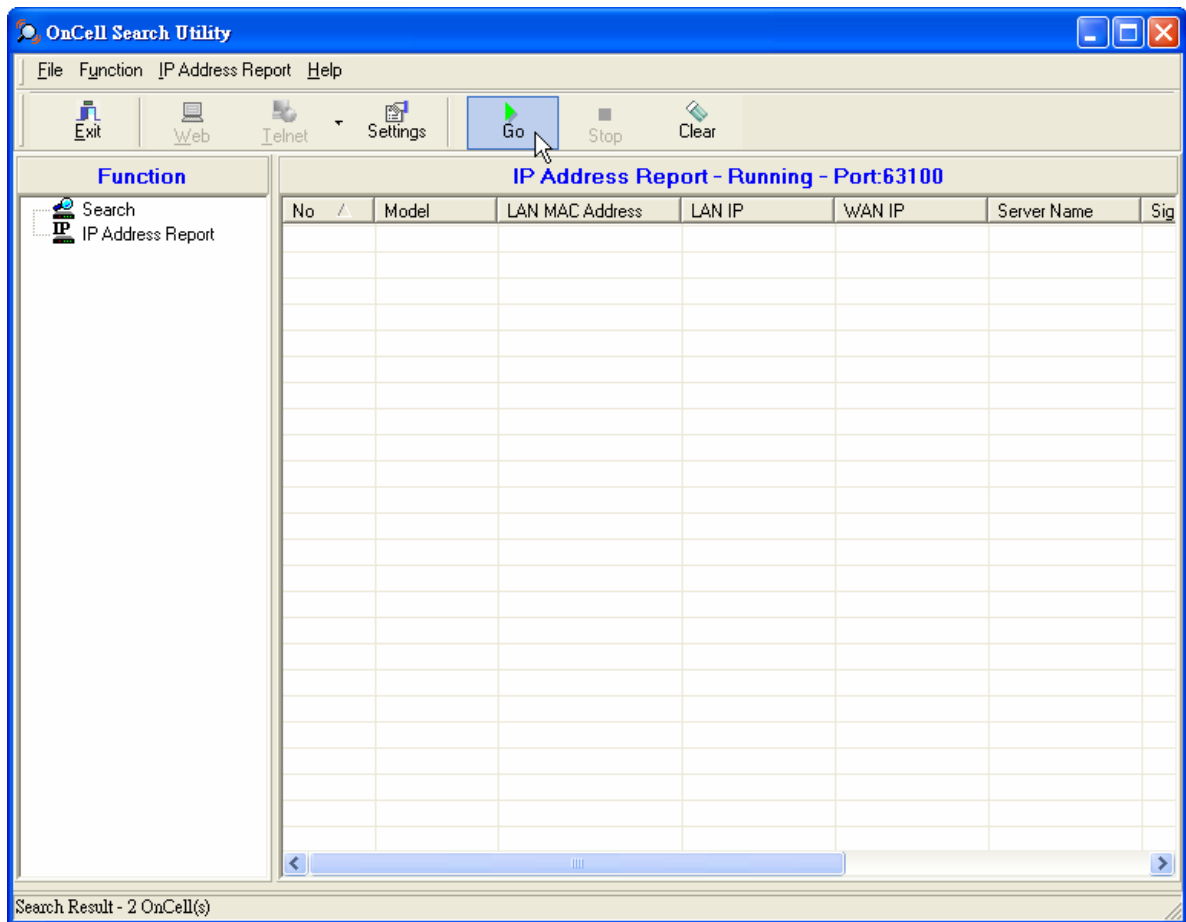 OnCell Search Utility
File Function IP Address Report Help
Exit Web Telnet Settings Go Stop Clear
Function IP Address Report - Running - Port:63100
Search
IP IP Address Report
No Model LAN MAC Address LAN IP WAN IP Server Name Sig
Search Result - 2 OnCell(s)